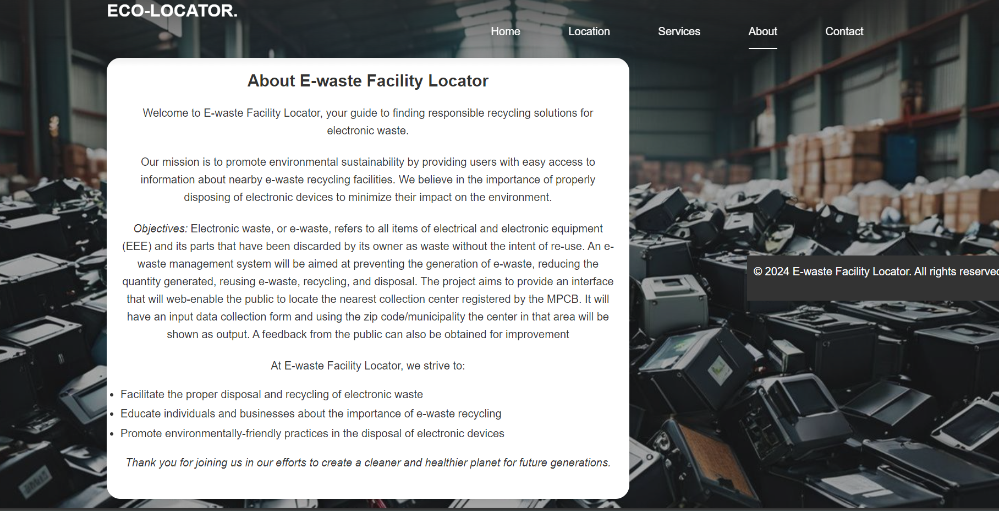 ECO-LOCATOR.
Home Location Services About Contact
About E-waste Facility Locator
Welcome to E-waste Facility Locator, your guide to finding responsible recycling solutions for
electronic waste.
Our mission is to promote environmental sustainability by providing users with easy access to
information about nearby e-waste recycling facilities. We believe in the importance of properly
disposing of electronic devices to minimize their impact on the environment.
Objectives: Electronic waste, or e-waste, refers to all items of electrical and electronic equipment
(EEE) and its parts that have been discarded by its owner as waste without the intent of re-use. An e-
waste management system will be aimed at preventing the generation of e-waste, reducing the
quantity generated, reusing e-waste, recycling, and disposal. The project aims to provide an interface
that will web-enable the public to locate the nearest collection center registered by the MPCB. It will
have an input data collection form and using the zip code/municipality the center in that area will be
shown as output. A feedback from the public can also be obtained for improvement
At E-waste Facility Locator, we strive to:
• Facilitate the proper disposal and recycling of electronic waste
• Educate individuals and businesses about the importance of e-waste recycling
• Promote environmentally-friendly practices in the disposal of electronic devices
Thank you for joining us in our efforts to create a cleaner and healthier planet for future generations.
© 2024 E-waste Facility Locator. All rights reserved